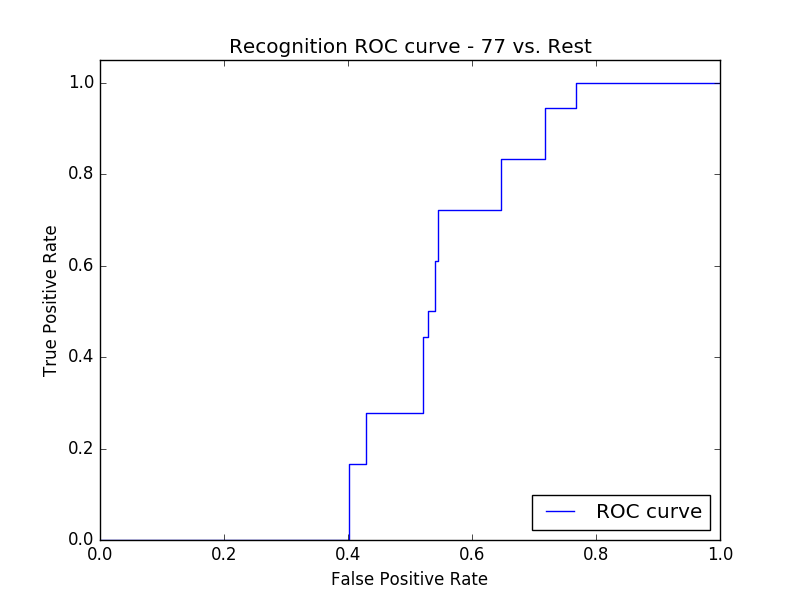 Recognition ROC curve - 77 vs. Rest
1.0
0.8
0.6
0.4
0.2
0.0
True Positive Rate
ROC curve
0.0 0.2 0.4 0.6 0.8 1.0
False Positive Rate